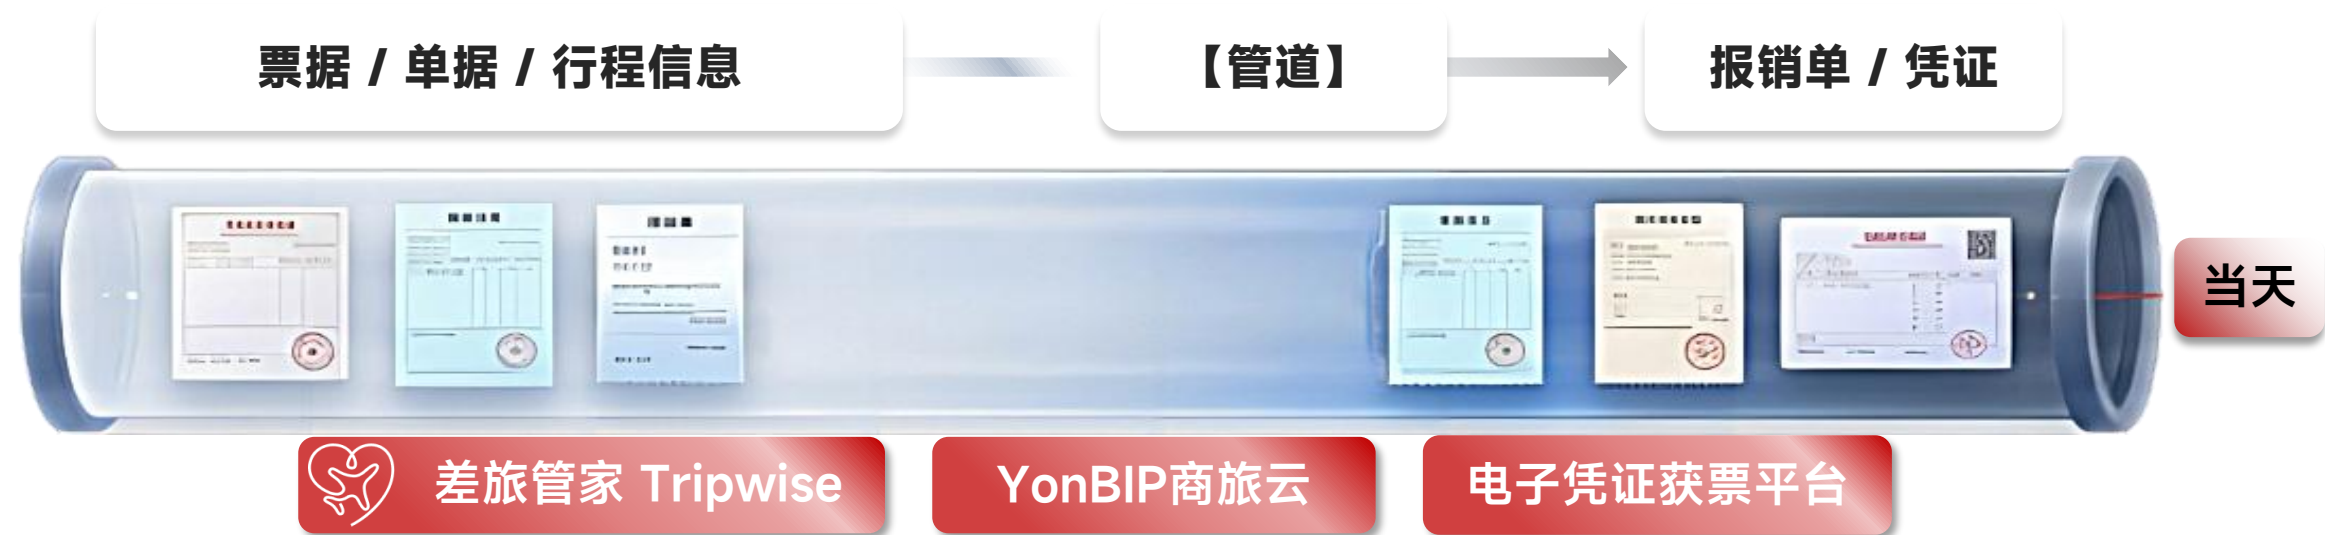 票据 / 单据 / 行程信息
【管道】
报销单 / 凭证
当天
差旅管家 Tripwise
YonBIP商旅云
电子凭证获票平台